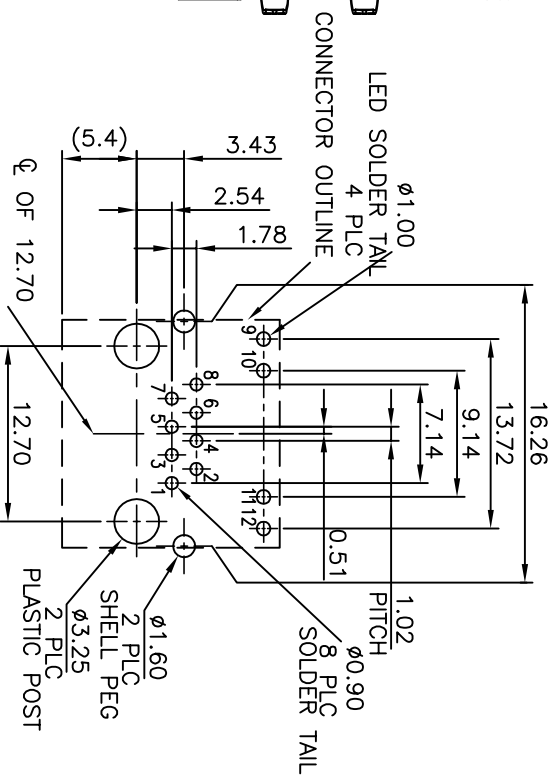 CONNECTOR OUTLINE
LED SOLDER TAIL
4 PLC
ø1.00
(5.4)
3.43
2.54
1.78
℄ OF 12.70
12.70
16.26
13.72
9.14
7.14
0.51
1.02
PITCH
ø0.90
8 PLC
SOLDER TAIL
ø1.60
2 PLC
SHELL PEG
ø3.25
2 PLC
PLASTIC POST
9
10
8
7
6
5
4
3
2
1
11
12